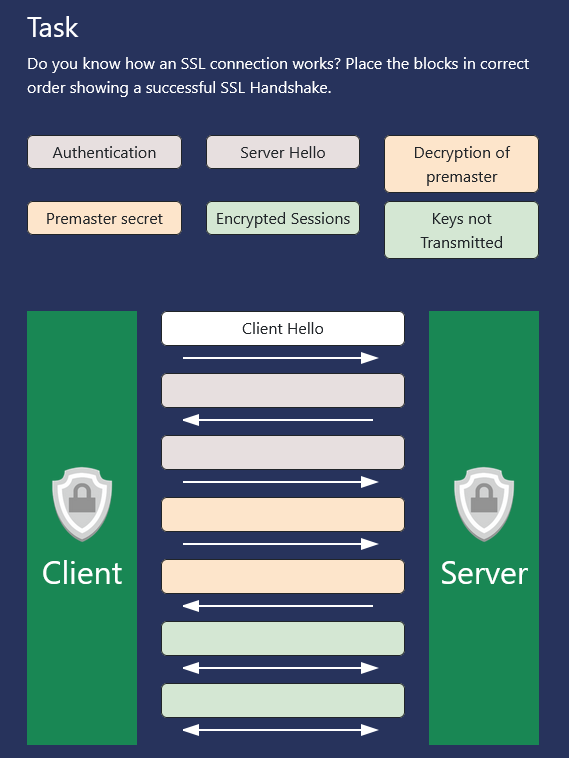 Task
Do you know how an SSL connection works? Place the blocks in correct
order showing a successful SSL Handshake.
Authentication
Server Hello
Decryption of
premaster
Premaster secret
Encrypted Sessions
Keys not
Transmitted
Client Hello
Client
Server